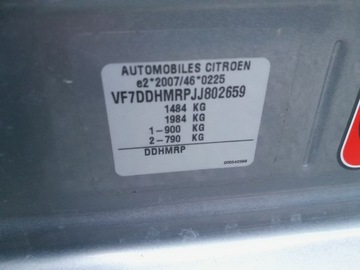 AUTOMOBILES CITROEN
e2*2007/46*0225
VF7DDHMRPJJ802659
1484 KG
1984 KG
1-900 KG
2-790 KG
DDHMRP